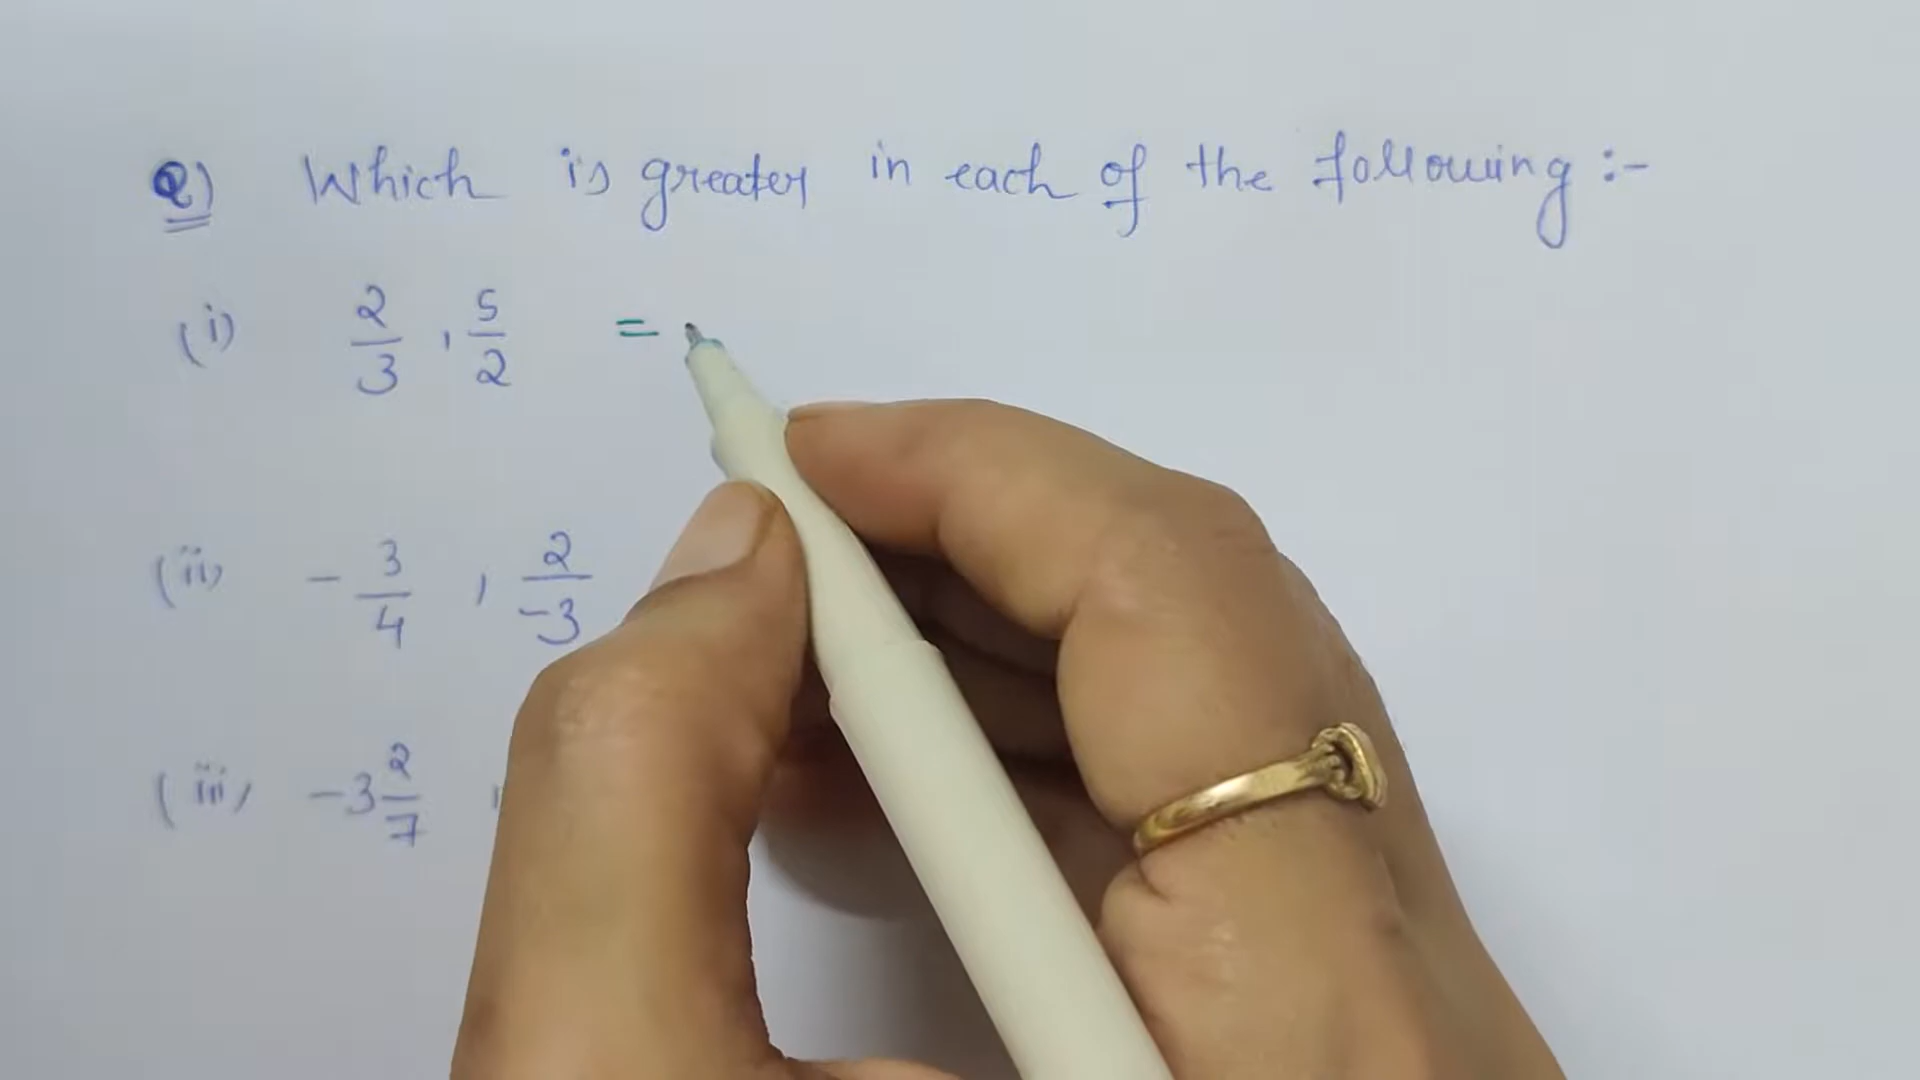 Q) Which is greater in each of the following :-
(i) 2/3 , 5/2 =
(ii) - 3/4 , 2/-3
(iii) -3 2/7 ,